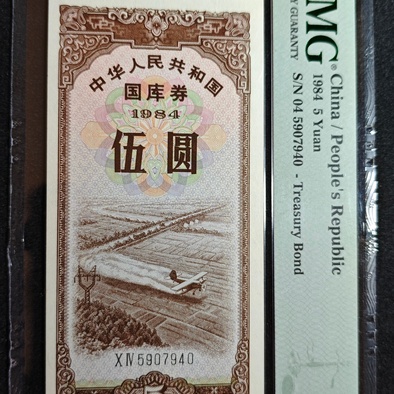 中华人民共和国
国库券
1984
伍圆
XIV 5907940
MG®
China / People's Republic
1984 5 Yuan
S/N 04 5907940 - Treasury Bond
GUARANTY